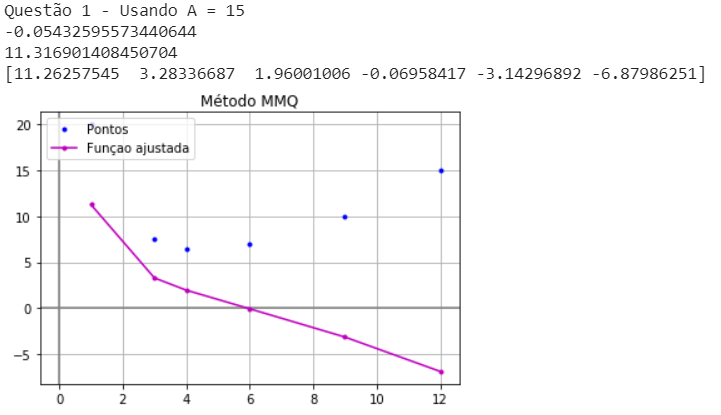 Questão 1 - Usando A = 15
-0.05432595573440644
11.316901408450704
[11.26257545  3.28336687  1.96001006 -0.06958417 -3.14296892 -6.87986251]
Método MMQ
Pontos
Funçao ajustada
20
15
10
5
0
−5
0 2 4 6 8 10 12